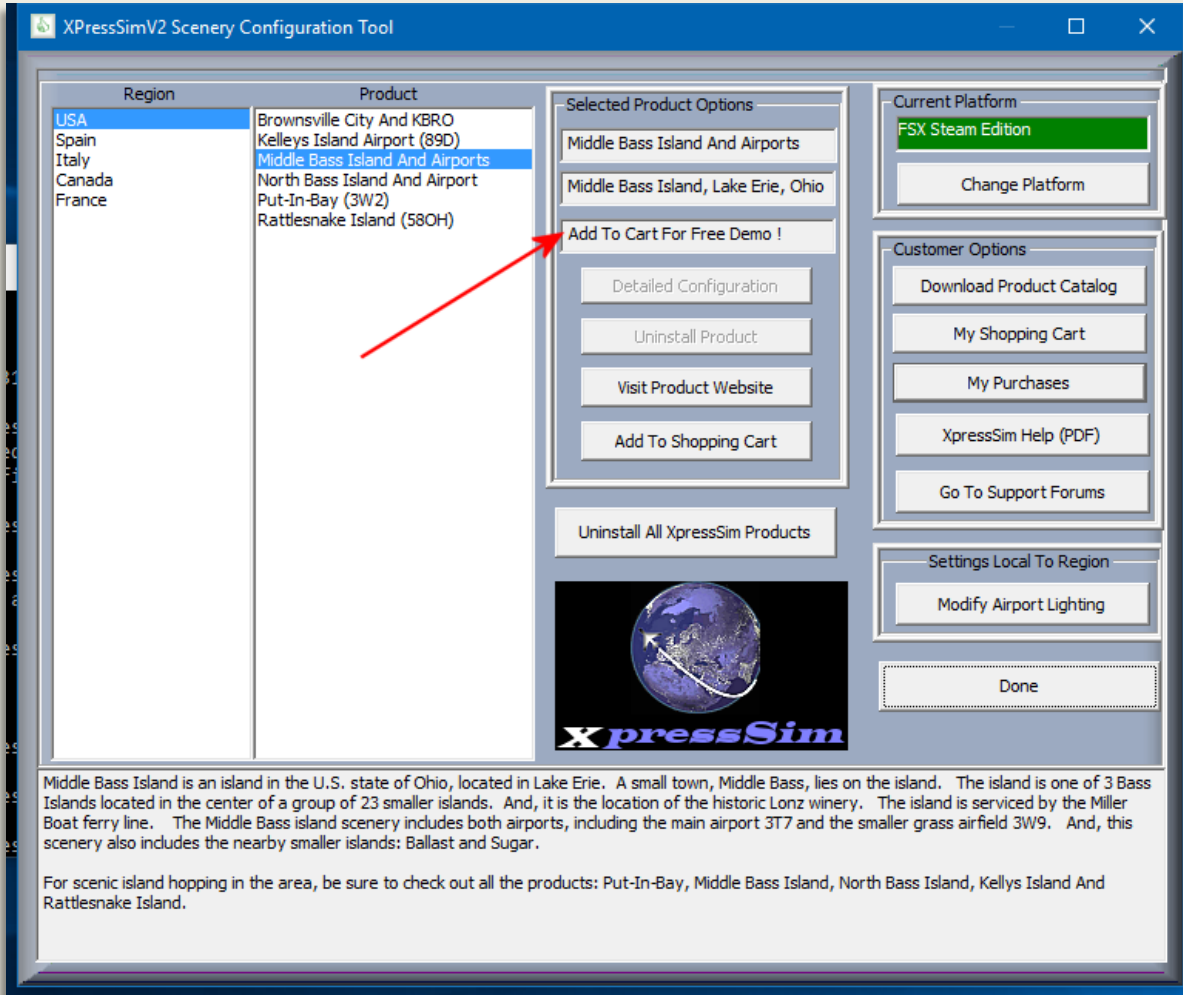 XPressSimV2 Scenery Configuration Tool
Region
USA
Spain
Italy
Canada
France
Product
Brownsville City And KBRO
Kelleys Island Airport (89D)
Middle Bass Island And Airports
North Bass Island And Airport
Put-In-Bay (3W2)
Rattlesnake Island (58OH)
Selected Product Options
Middle Bass Island And Airports
Middle Bass Island, Lake Erie, Ohio
Add To Cart For Free Demo !
Detailed Configuration
Uninstall Product
Visit Product Website
Add To Shopping Cart
Uninstall All XpressSim Products
XpressSim
Current Platform
FSX Steam Edition
Change Platform
Customer Options
Download Product Catalog
My Shopping Cart
My Purchases
XpressSim Help (PDF)
Go To Support Forums
Settings Local To Region
Modify Airport Lighting
Done
Middle Bass Island is an island in the U.S. state of Ohio, located in Lake Erie.  A small town, Middle Bass, lies on the island.  The island is one of 3 Bass
Islands located in the center of a group of 23 smaller islands.  And, it is the location of the historic Lonz winery.  The island is serviced by the Miller
Boat ferry line.  The Middle Bass island scenery includes both airports, including the main airport 3T7 and the smaller grass airfield 3W9.  And, this
scenery also includes the nearby smaller islands: Ballast and Sugar.
For scenic island hopping in the area, be sure to check out all the products: Put-In-Bay, Middle Bass Island, North Bass Island, Kellys Island And
Rattlesnake Island.